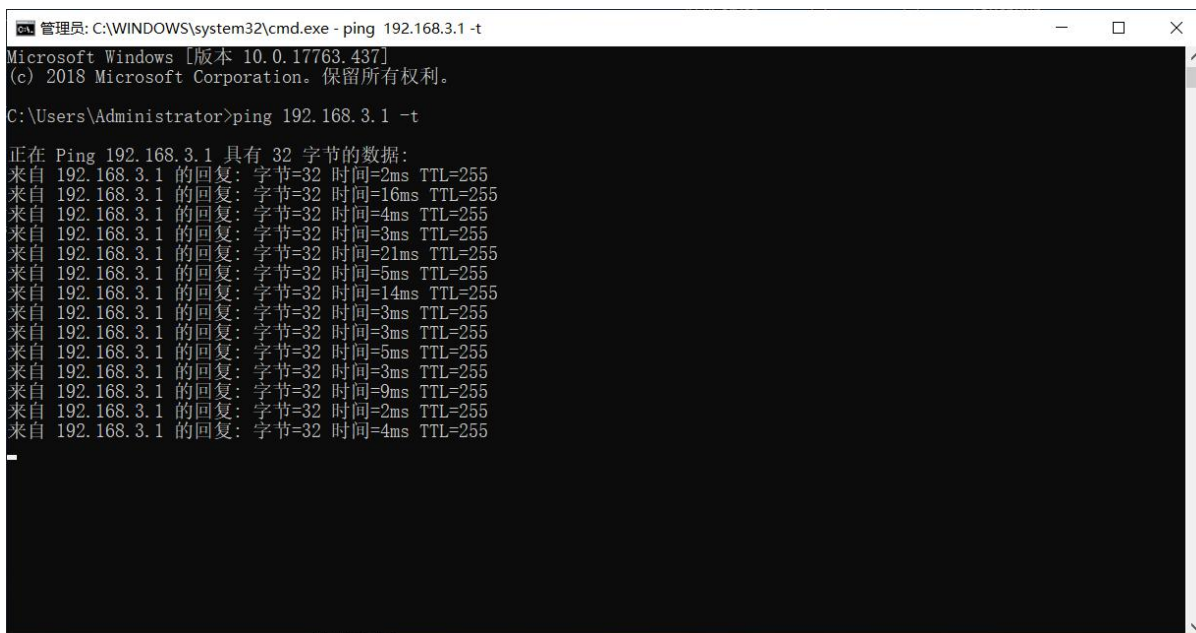 管理员: C:\WINDOWS\system32\cmd.exe - ping  192.168.3.1 -t
Microsoft Windows [版本 10.0.17763.437]
(c) 2018 Microsoft Corporation。保留所有权利。
C:\Users\Administrator>ping 192.168.3.1 -t
正在 Ping 192.168.3.1 具有 32 字节的数据:
来自 192.168.3.1 的回复: 字节=32 时间=2ms TTL=255
来自 192.168.3.1 的回复: 字节=32 时间=16ms TTL=255
来自 192.168.3.1 的回复: 字节=32 时间=4ms TTL=255
来自 192.168.3.1 的回复: 字节=32 时间=3ms TTL=255
来自 192.168.3.1 的回复: 字节=32 时间=21ms TTL=255
来自 192.168.3.1 的回复: 字节=32 时间=5ms TTL=255
来自 192.168.3.1 的回复: 字节=32 时间=14ms TTL=255
来自 192.168.3.1 的回复: 字节=32 时间=3ms TTL=255
来自 192.168.3.1 的回复: 字节=32 时间=3ms TTL=255
来自 192.168.3.1 的回复: 字节=32 时间=5ms TTL=255
来自 192.168.3.1 的回复: 字节=32 时间=3ms TTL=255
来自 192.168.3.1 的回复: 字节=32 时间=9ms TTL=255
来自 192.168.3.1 的回复: 字节=32 时间=2ms TTL=255
来自 192.168.3.1 的回复: 字节=32 时间=4ms TTL=255